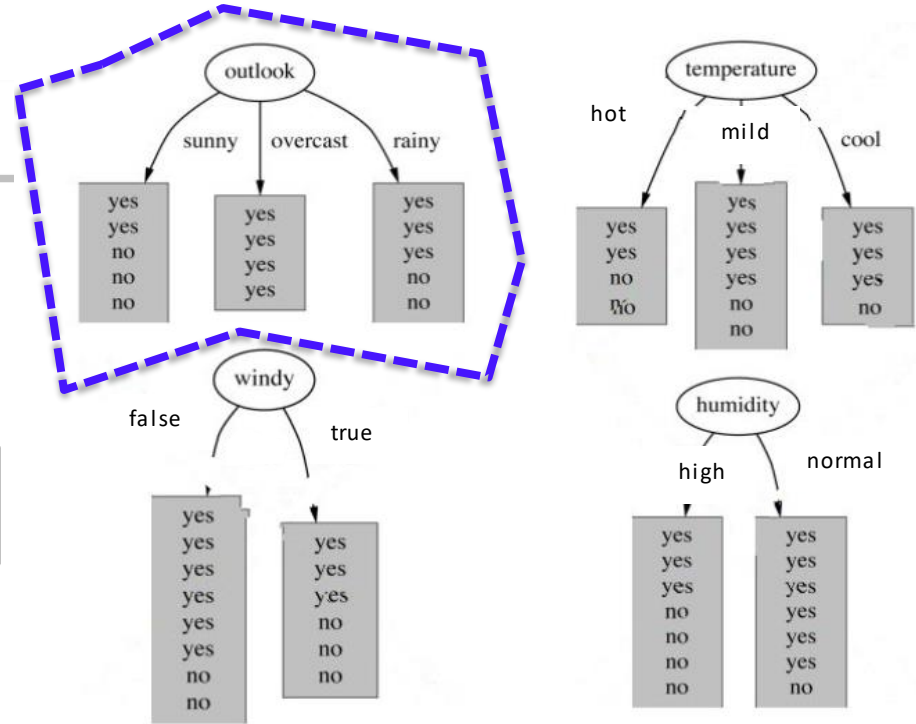 outlook
sunny
overcast
rainy
yes
yes
no
no
no
yes
yes
yes
yes
yes
yes
yes
no
no
temperature
hot
mild
cool
yes
yes
no
no
yes
yes
yes
yes
no
no
yes
yes
yes
no
windy
false
true
yes
yes
yes
yes
yes
yes
no
no
yes
yes
yes
no
no
no
humidity
high
normal
yes
yes
yes
no
no
no
no
yes
yes
yes
yes
yes
yes
no